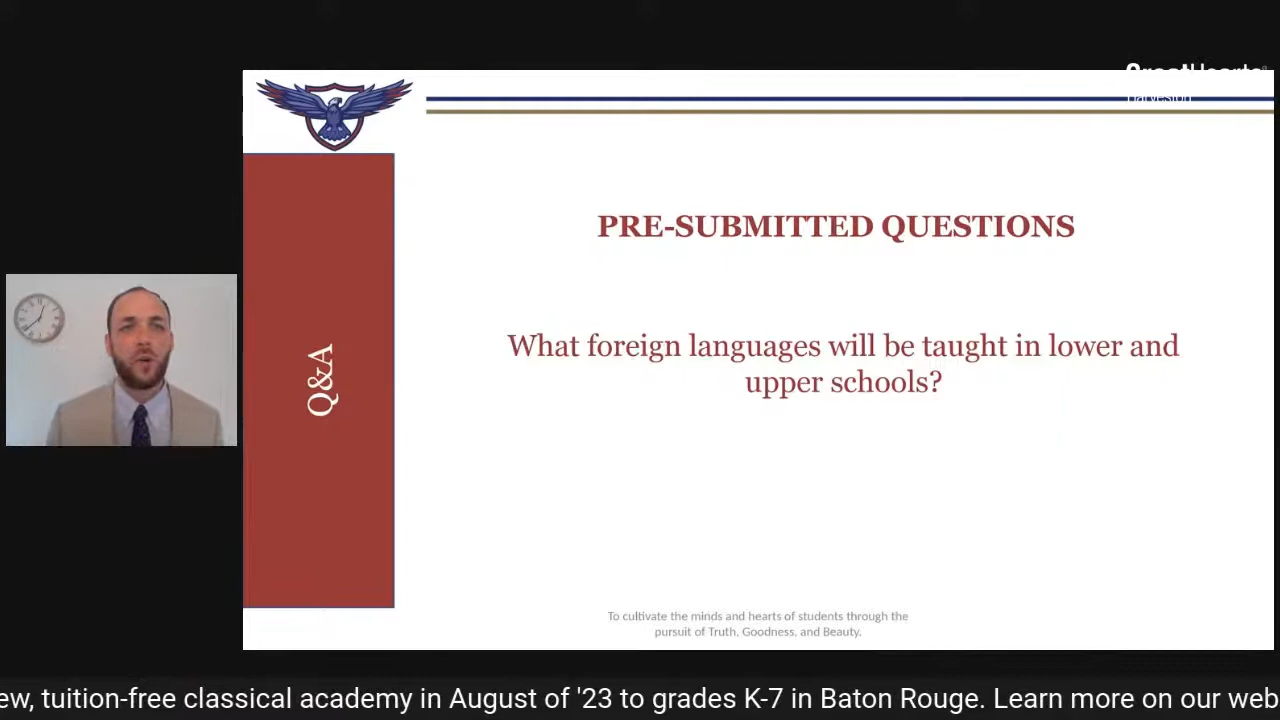 GreatHearts
Harveston
PRE-SUBMITTED QUESTIONS
What foreign languages will be taught in lower and
upper schools?
Q&A
To cultivate the minds and hearts of students through the
pursuit of Truth, Goodness, and Beauty.
ew, tuition-free classical academy in August of '23 to grades K-7 in Baton Rouge. Learn more on our web